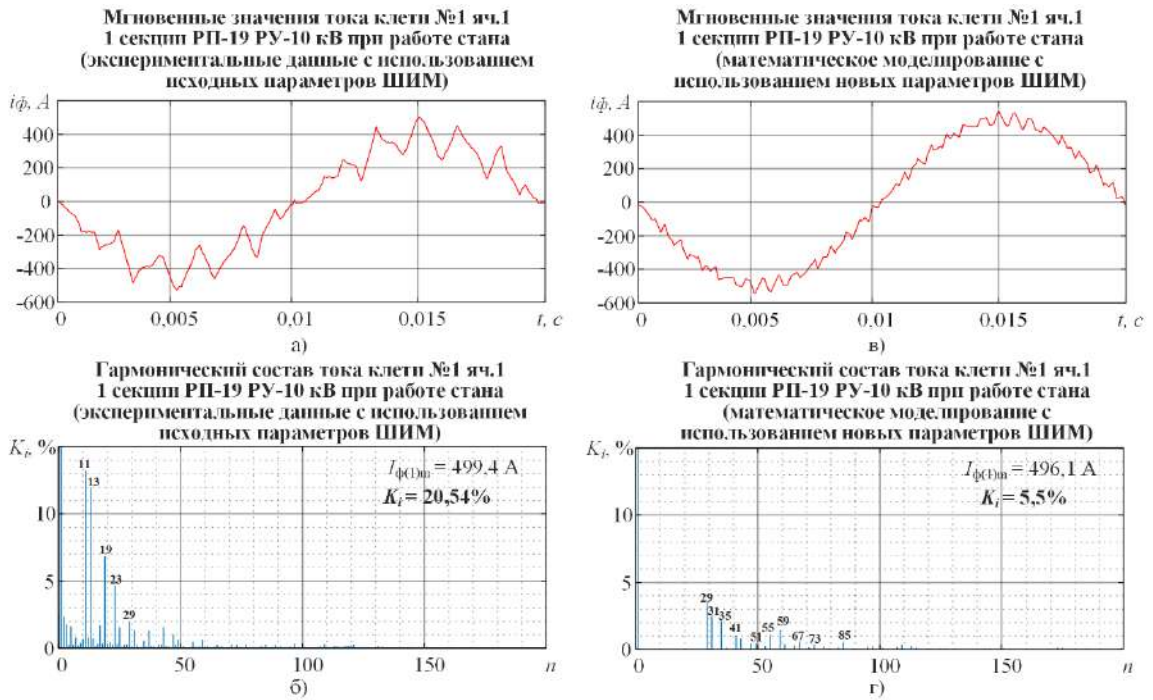 Мгновенные значения тока клети №1 яч.1
1 секции РП-19 РУ-10 кВ при работе стана
(экспериментальные данные с использованием
исходных параметров ШИМ)
iф, А
400
200
0
-200
-400
-600
0
0,005
0,01
0,015
t, с
а)
Мгновенные значения тока клети №1 яч.1
1 секции РП-19 РУ-10 кВ при работе стана
(математическое моделирование с
использованием новых параметров ШИМ)
iф, А
400
200
0
-200
-400
-600
0
0,005
0,01
0,015
t, с
в)
Гармонический состав тока клети №1 яч.1
1 секции РП-19 РУ-10 кВ при работе стана
(экспериментальные данные с использованием
исходных параметров ШИМ)
Ki, %
11
13
19
23
29
Iф(1)m = 499,4 А
Ki = 20,54%
10
5
0
0
50
100
150
n
б)
Гармонический состав тока клети №1 яч.1
1 секции РП-19 РУ-10 кВ при работе стана
(математическое моделирование с
использованием новых параметров ШИМ)
Ki, %
Iф(1)m = 496,1 А
Ki = 5,5%
29
31
35
41
51
55
59
67
73
85
10
5
0
0
50
100
150
n
г)